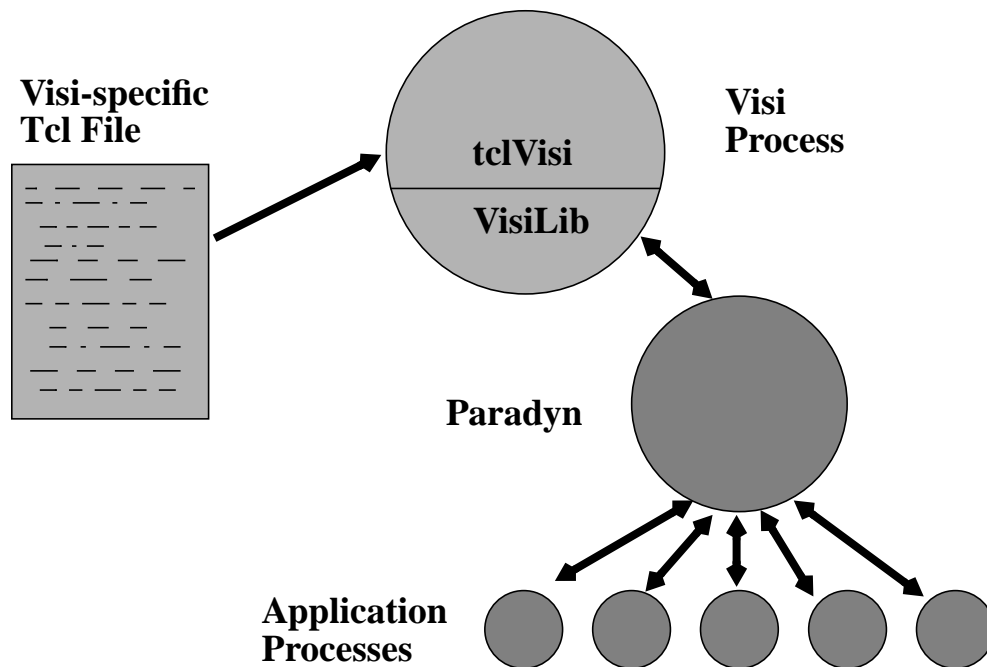 Visi-specific
Tcl File
tclVisi
VisiLib
Visi
Process
Paradyn
Application
Processes